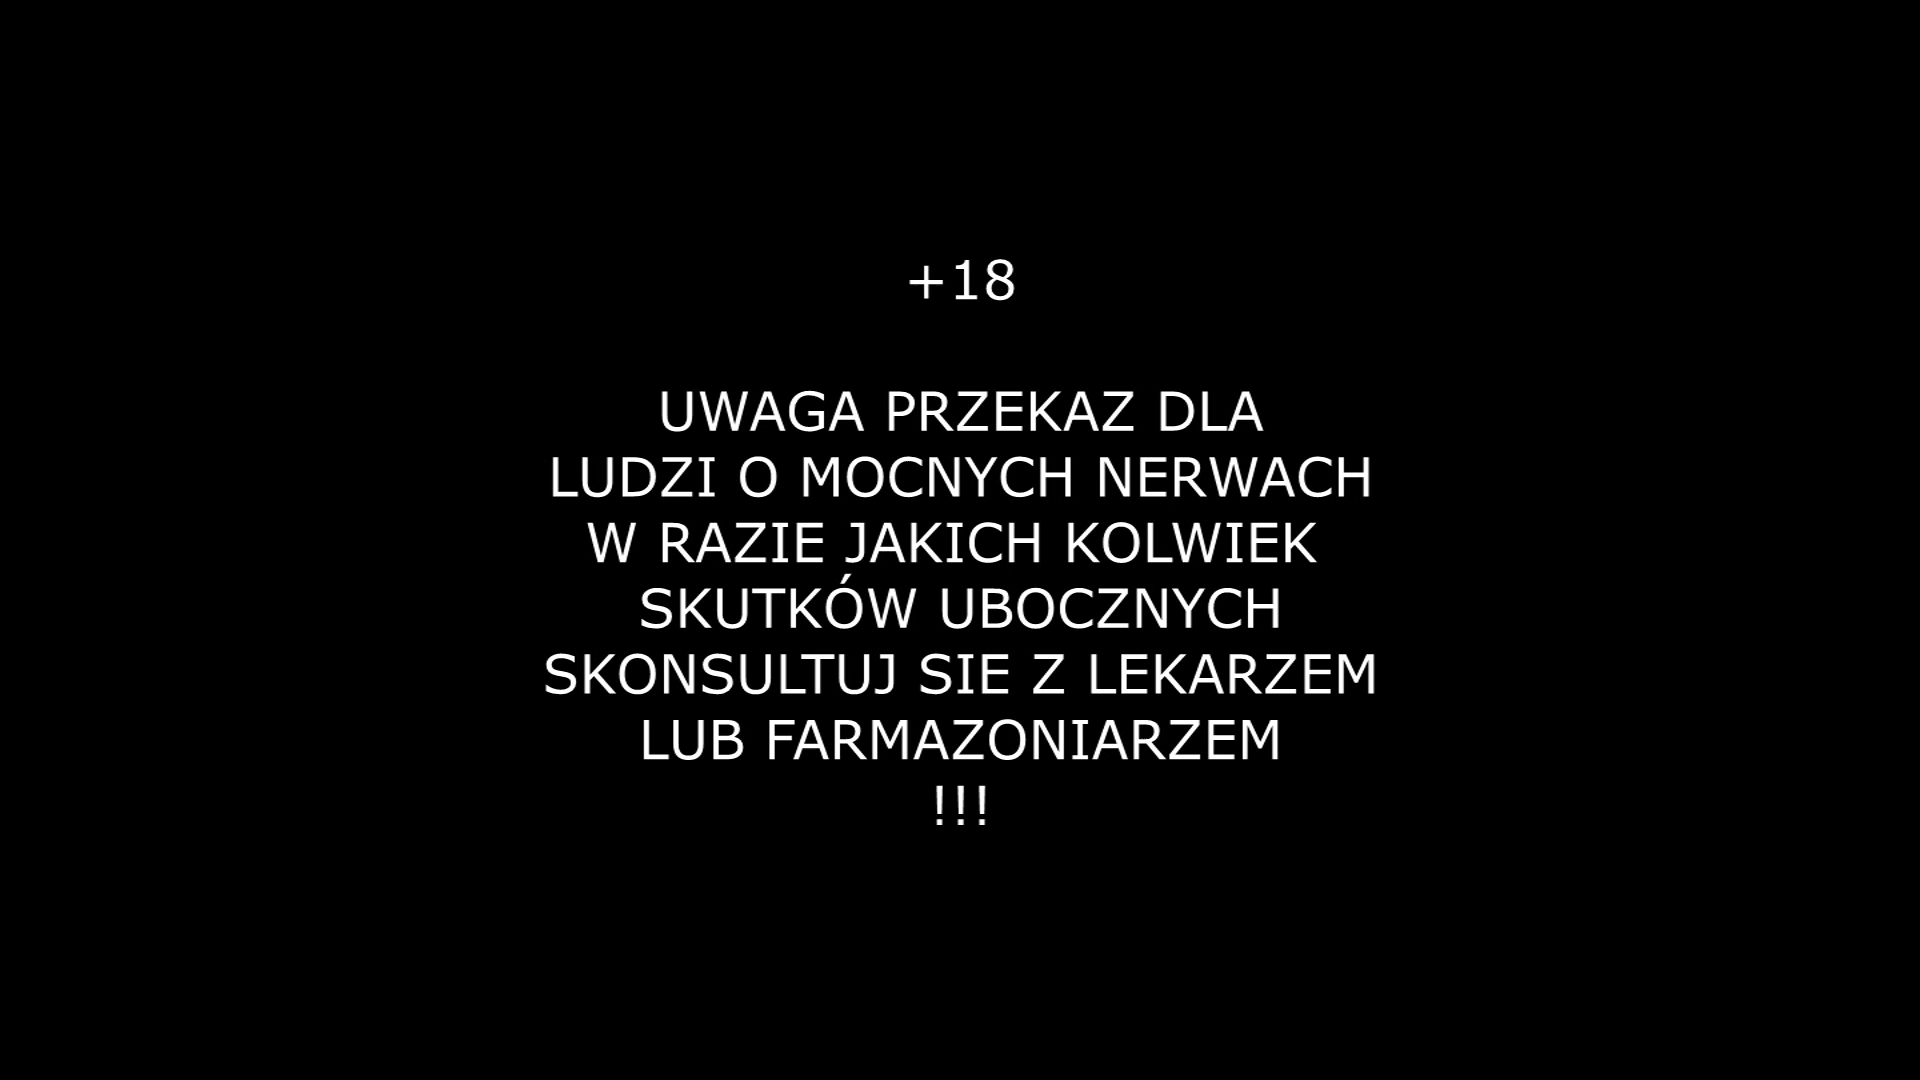 +18
UWAGA PRZEKAZ DLA
LUDZI O MOCNYCH NERWACH
W RAZIE JAKICH KOLWIEK
SKUTKÓW UBOCZNYCH
SKONSULTUJ SIE Z LEKARZEM
LUB FARMAZONIARZEM
!!!